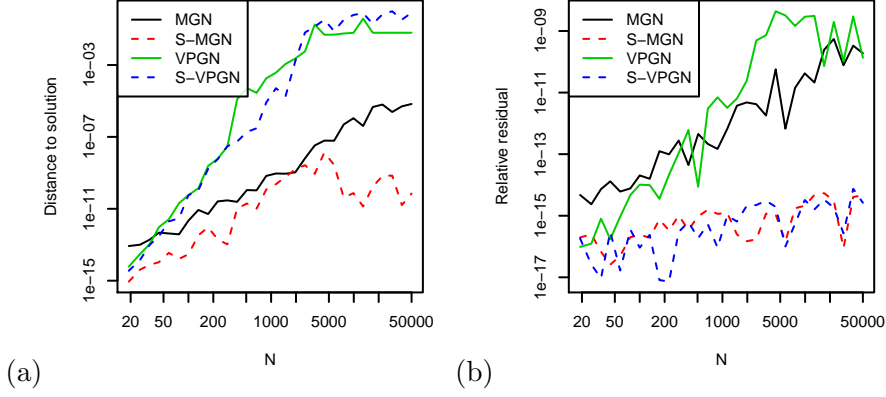 MGN
S−MGN
VPGN
S−VPGN
Distance to solution
1e−03
1e−07
1e−11
1e−15
20 50 200 1000 5000 50000
N
(a)
MGN
S−MGN
VPGN
S−VPGN
Relative residual
1e−09
1e−11
1e−13
1e−15
1e−17
20 50 200 1000 5000 50000
N
(b)